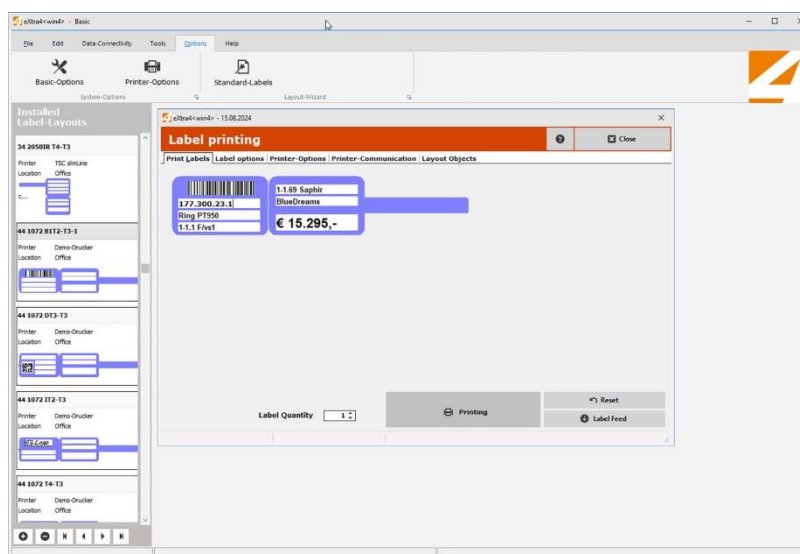 eXtra4<win4> - Basic
File Edit Data-Connectivity Tools Options Help
Basic-Options Printer-Options Standard-Labels
System-Options Layout-Wizard
Installed
Label-Layouts
34 2050IR T4-T3
Printer TSC slimLine
Location Office
c...
44 1072 B1T2-T3-1
Printer Demo-Drucker
Location Office
44 1072 DT3-T3
Printer Demo-Drucker
Location Office
44 1072 IT2-T3
Printer Demo-Drucker
Location Office
44 1072 T4-T3
Printer Demo-Drucker
Location Office
eXtra4<win4> - 15.08.2024
Label printing
Close
Print Labels Label options Printer-Options Printer-Communication Layout Objects
177.300.23.1
Ring PT950
1-1.1 F/vs1
1-1.69 Saphir
BlueDreams
€ 15.295,-
Label Quantity 1
Printing
Reset
Label Feed